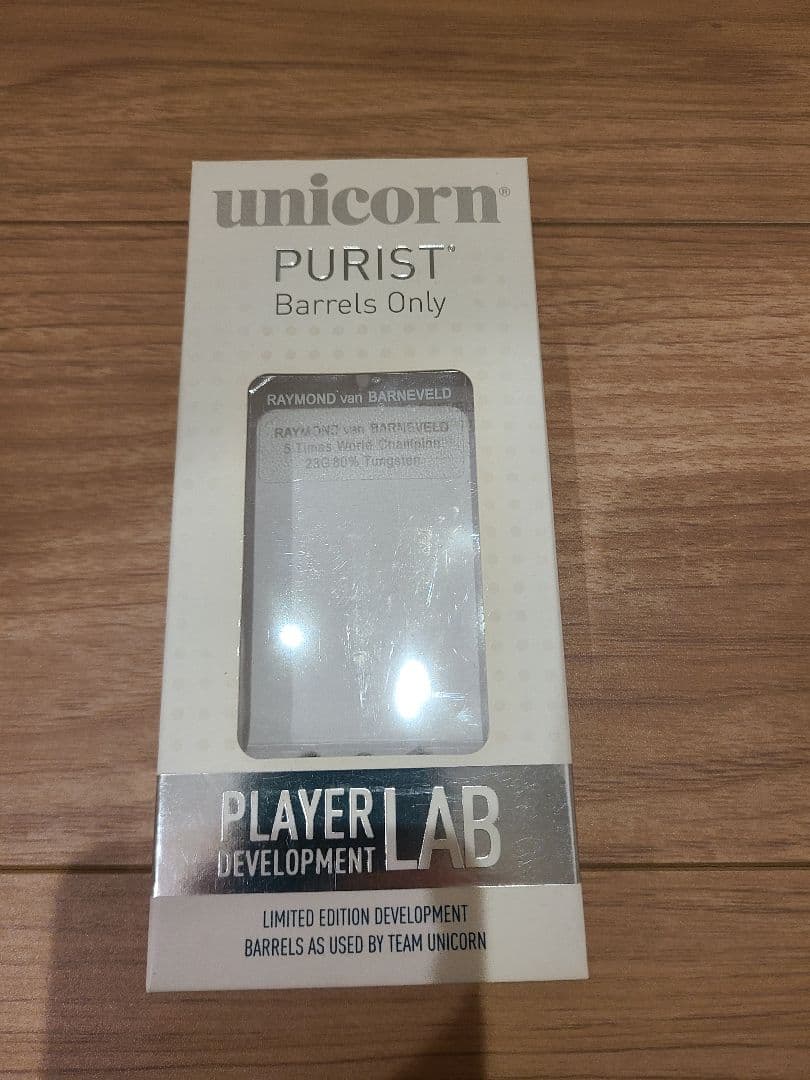 unicorn®
PURIST™
Barrels Only
RAYMOND van BARNEVELD
RAYMOND van BARNEVELD
5 Times World Champion
23G 80% Tungsten
PLAYER
DEVELOPMENT
LAB
LIMITED EDITION DEVELOPMENT
BARRELS AS USED BY TEAM UNICORN